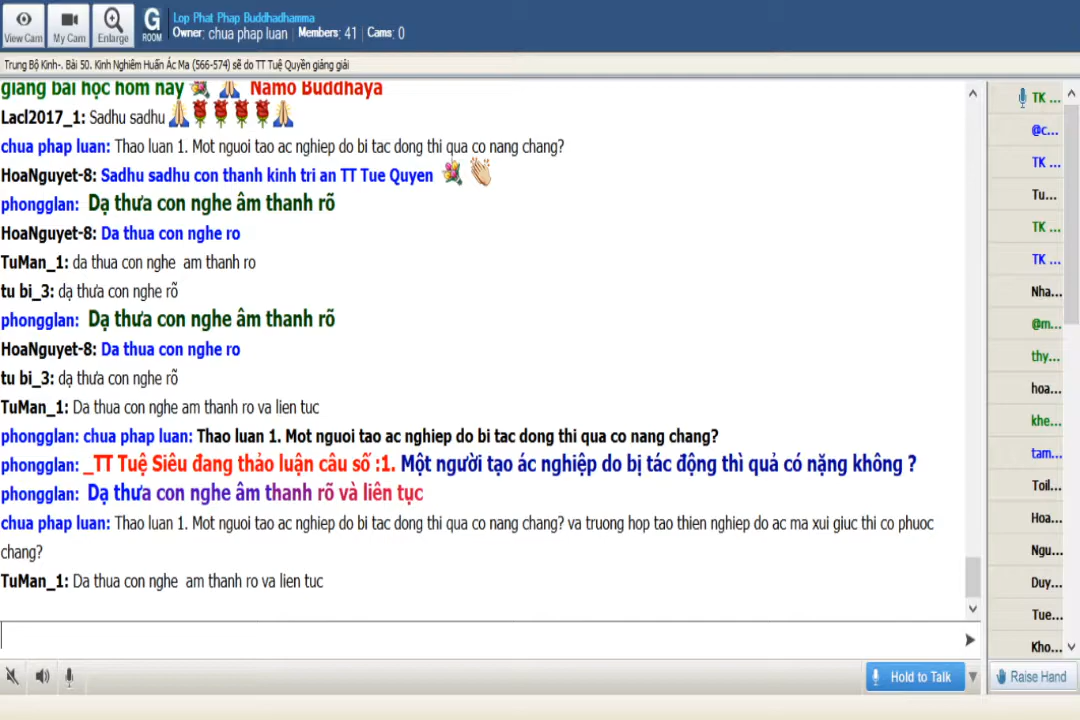 Lop Phat Phap Buddhadhamma
Owner: chua phap luan | Members: 41 | Cams: 0
View Cam
My Cam
Enlarge
G
ROOM
Trung Bộ Kinh-. Bài 50. Kinh Nghiêm Huấn Ác Ma (566-574) sẽ do TT Tuệ Quyền giảng giải
giảng bài học hôm nay Namo Buddhaya
Lacl2017_1: Sadhu sadhu
chua phap luan: Thao luan 1. Mot nguoi tao ac nghiep do bi tac dong thi qua co nang chang?
HoaNguyet-8: Sadhu sadhu con thanh kinh tri an TT Tue Quyen
phongglan: Dạ thưa con nghe âm thanh rõ
HoaNguyet-8: Da thua con nghe ro
TuMan_1: da thua con nghe am thanh ro
tu bi_3: dạ thưa con nghe rõ
phongglan: Dạ thưa con nghe âm thanh rõ
HoaNguyet-8: Da thua con nghe ro
tu bi_3: dạ thưa con nghe rõ
TuMan_1: Da thua con nghe am thanh ro va lien tuc
phongglan: chua phap luan: Thao luan 1. Mot nguoi tao ac nghiep do bi tac dong thi qua co nang chang?
phongglan: _TT Tuệ Siêu đang thảo luận câu số :1. Một người tạo ác nghiệp do bị tác động thì quả có nặng không ?
phongglan: Dạ thưa con nghe âm thanh rõ và liên tục
chua phap luan: Thao luan 1. Mot nguoi tao ac nghiep do bi tac dong thi qua co nang chang? va truong hop tao thien nghiep do ac ma xui giuc thi co phuoc
chang?
TuMan_1: Da thua con nghe am thanh ro va lien tuc
TK ...
@c...
TK ...
Tu...
TK ...
TK ...
Nha...
@m...
thy...
hoa...
khe...
tam...
Toil...
Hoa...
Ngu...
Duy...
Tue...
Kho...
Hold to Talk
Raise Hand